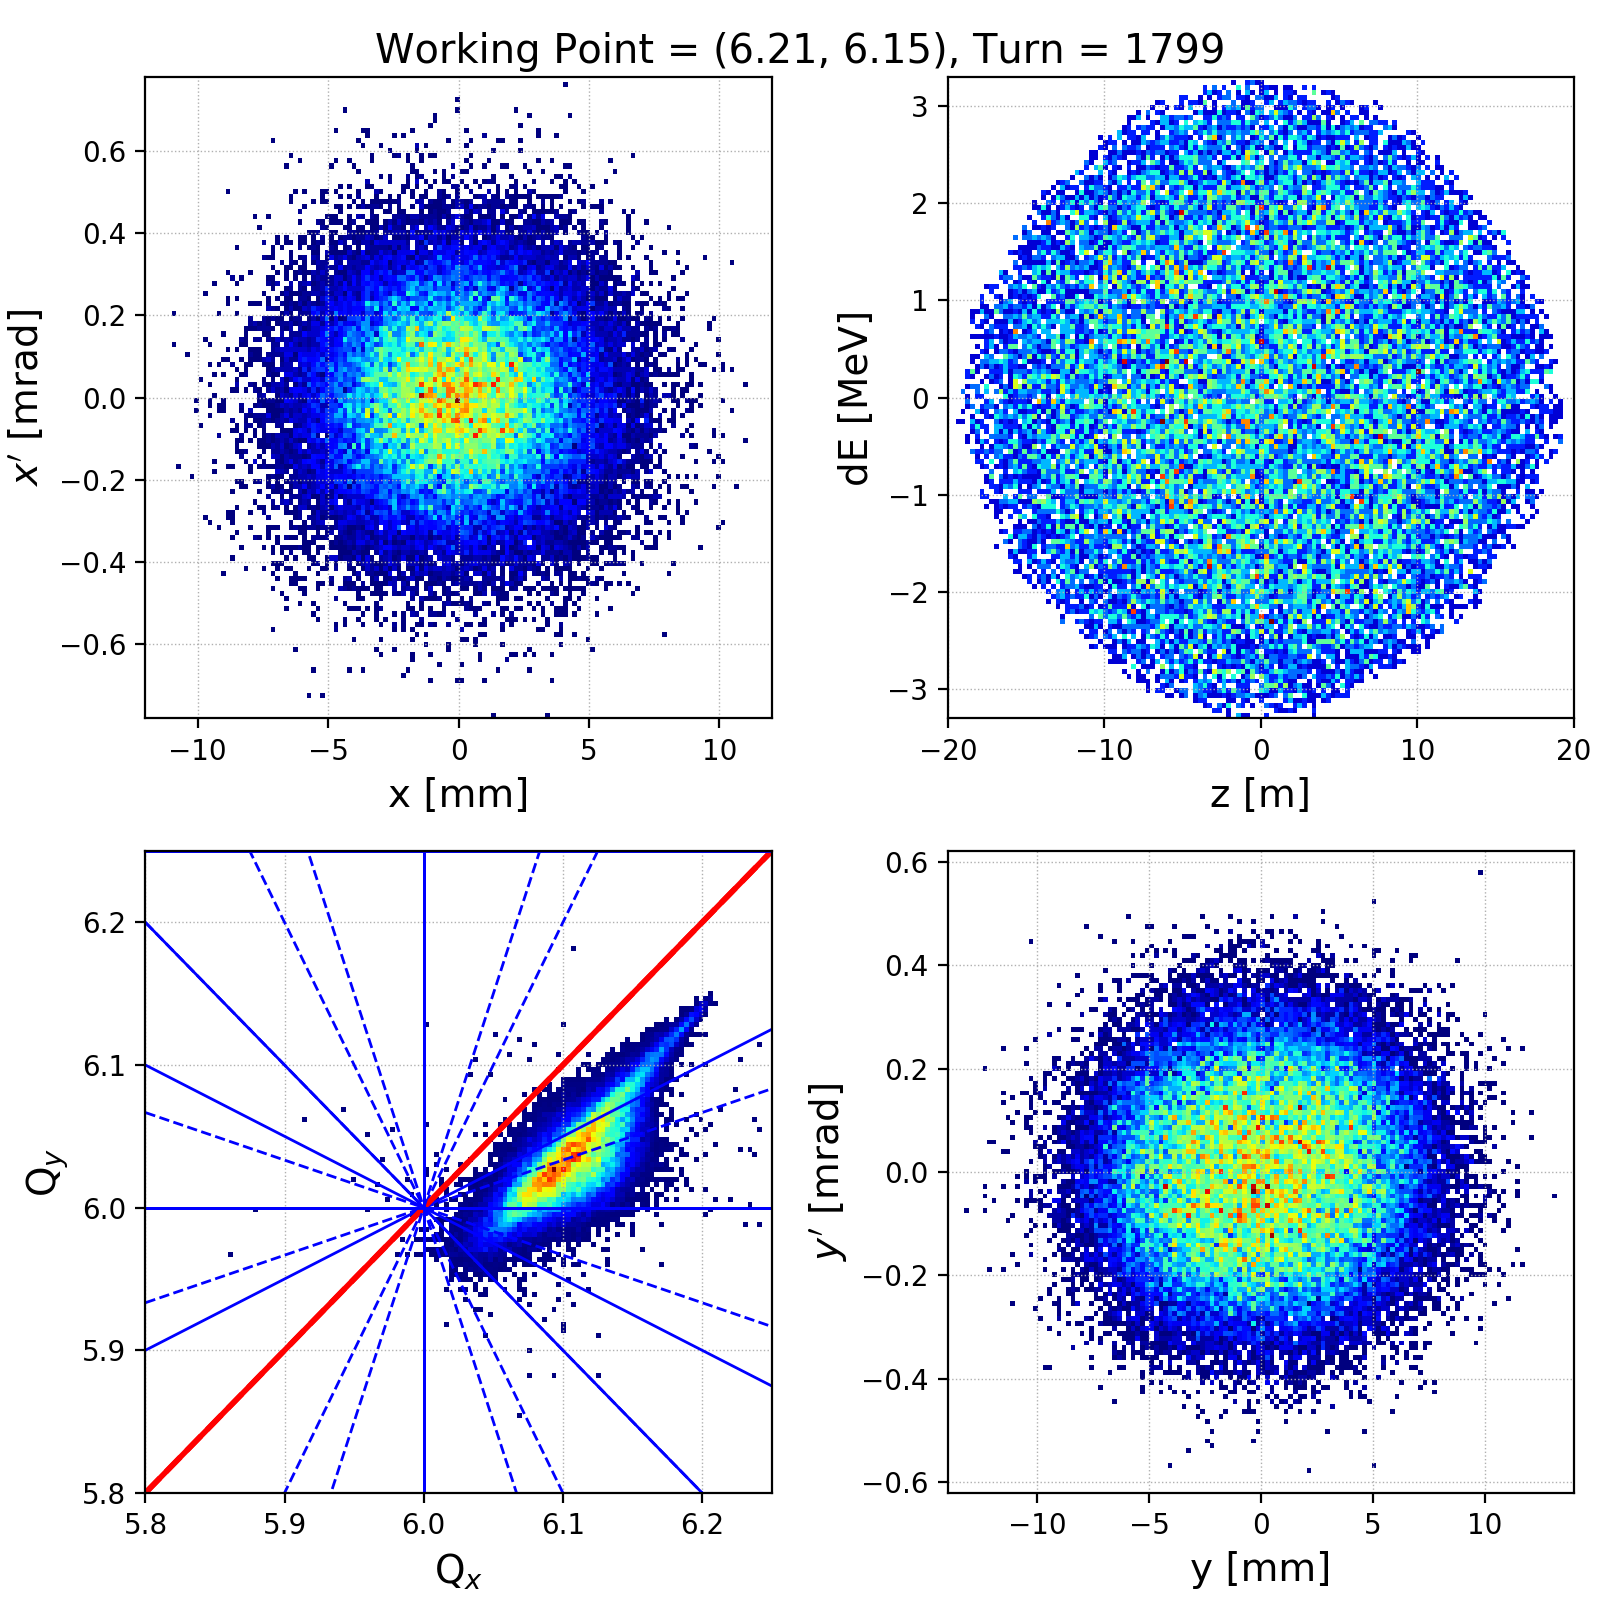 Working Point = (6.21, 6.15), Turn = 1799
0.6
0.4
0.2
0.0
−0.2
−0.4
−0.6
x′ [mrad]
−10 −5 0 5 10
x [mm]
3
2
1
0
−1
−2
−3
dE [MeV]
−20 −10 0 10 20
z [m]
6.2
6.1
6.0
5.9
5.8
Qy
5.8 5.9 6.0 6.1 6.2
Qx
0.6
0.4
0.2
0.0
−0.2
−0.4
−0.6
y′ [mrad]
−10 −5 0 5 10
y [mm]